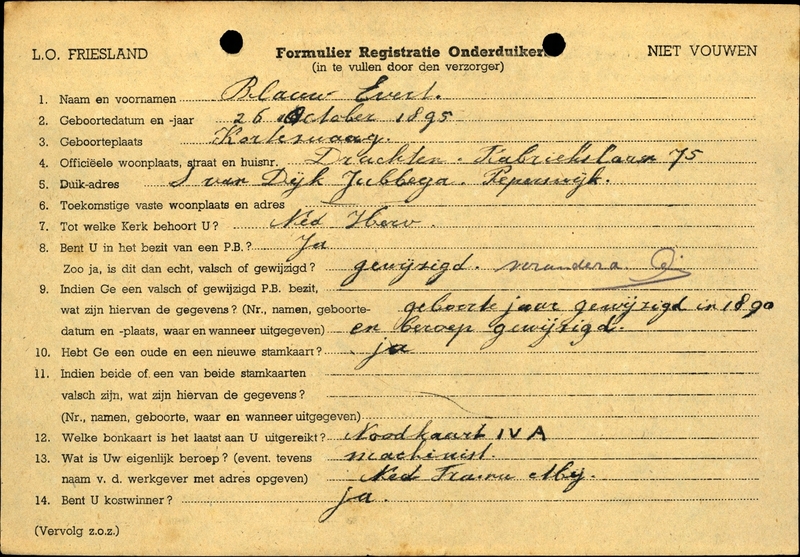 L.O. FRIESLAND Formulier Registratie Onderduikers NIET VOUWEN
(in te vullen door den verzorger)
1. Naam en voornamen Blauw Evert.
2. Geboortedatum en -jaar 26 October 1895
3. Geboorteplaats Kortezwaag.
4. Officiëele woonplaats, straat en huisnr. Drachten. Fabriekslaan 75
5. Duik-adres S van Dijk Jubbega. Peperswijk.
6. Toekomstige vaste woonplaats en adres
7. Tot welke Kerk behoort U? Ned Herv.
8. Bent U in het bezit van een P.B.? Ja
Zoo ja, is dit dan echt, valsch of gewijzigd? gewijzigd.
9. Indien Ge een valsch of gewijzigd P.B. bezit,
wat zijn hiervan de gegevens? (Nr., namen, geboorte- geboorte jaar gewijzigd in 1890
datum en -plaats, waar en wanneer uitgegeven) en beroep gewijzigd.
10. Hebt Ge een oude en een nieuwe stamkaart? ja
11. Indien beide of een van beide stamkaarten
valsch zijn, wat zijn hiervan de gegevens?
(Nr., namen, geboorte, waar en wanneer uitgegeven)
12. Welke bonkaart is het laatst aan U uitgereikt? Noodkaart IV A
13. Wat is Uw eigenlijk beroep? (event. tevens machinist.
naam v. d. werkgever met adres opgeven) Ned Tramu Mij.
14. Bent U kostwinner? ja.
(Vervolg z.o.z.)